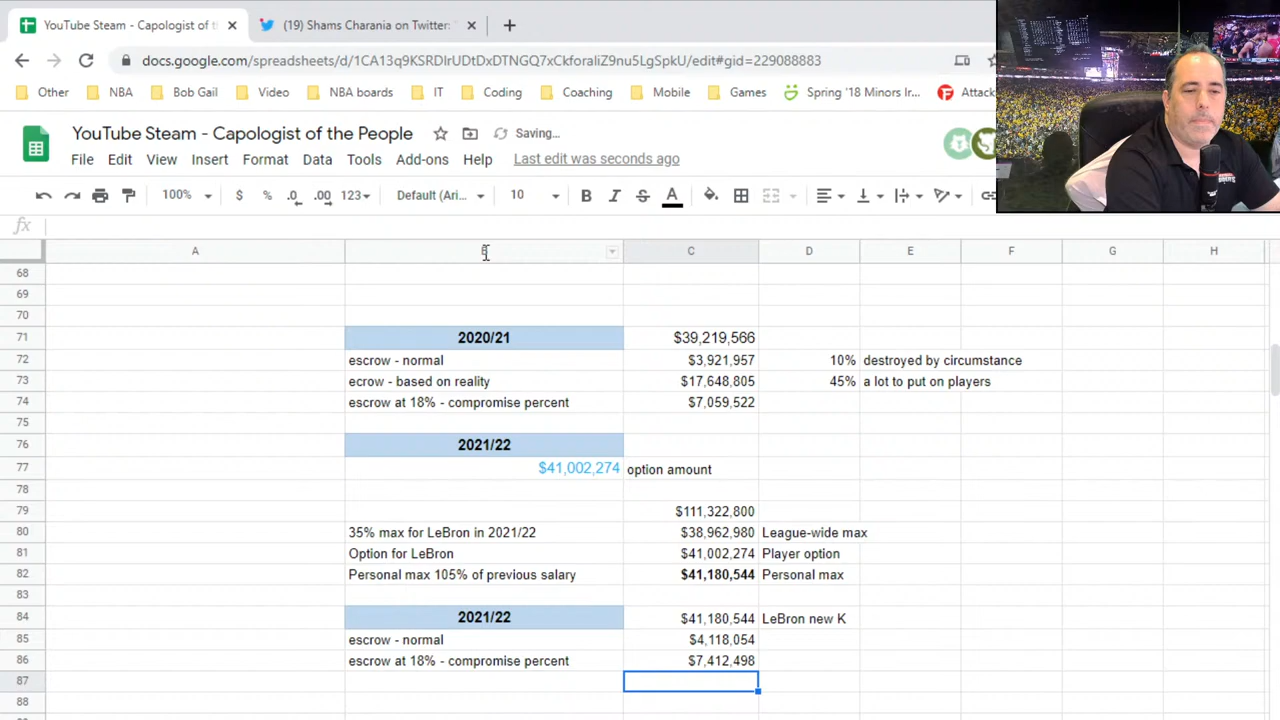 YouTube Steam - Capologist of t
(19) Shams Charania on Twitter:
docs.google.com/spreadsheets/d/
Other NBA Bob Gail Video NBA boards IT Coding Coaching Mobile Games Spring '18 Minors Ir... Attack
YouTube Steam - Capologist of the People Saving...
File Edit View Insert Format Data Tools Add-ons Help Last edit was seconds ago
100% $ % .0 .00 123 Default (Ari... 10 B I S A
fx
A C D E F G H
68
69
70
71 2020/21 $39,219,566
72 escrow - normal $3,921,957 10% destroyed by circumstance
73 ecrow - based on reality $17,648,805 45% a lot to put on players
74 escrow at 18% - compromise percent $7,059,522
75
76 2021/22
77 $41,002,274 option amount
78
79 $111,322,800
80 35% max for LeBron in 2021/22 $38,962,980 League-wide max
81 Option for LeBron $41,002,274 Player option
82 Personal max 105% of previous salary $41,180,544 Personal max
83
84 2021/22 $41,180,544 LeBron new K
85 escrow - normal $4,118,054
86 escrow at 18% - compromise percent $7,412,498
87
88